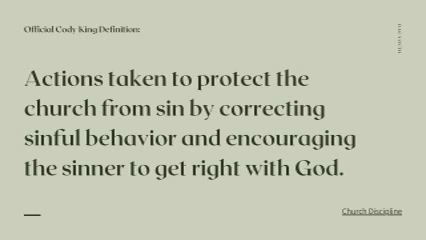 Official Cody King Definition:
Actions taken to protect the
church from sin by correcting
sinful behavior and encouraging
the sinner to get right with God.
Church Discipline